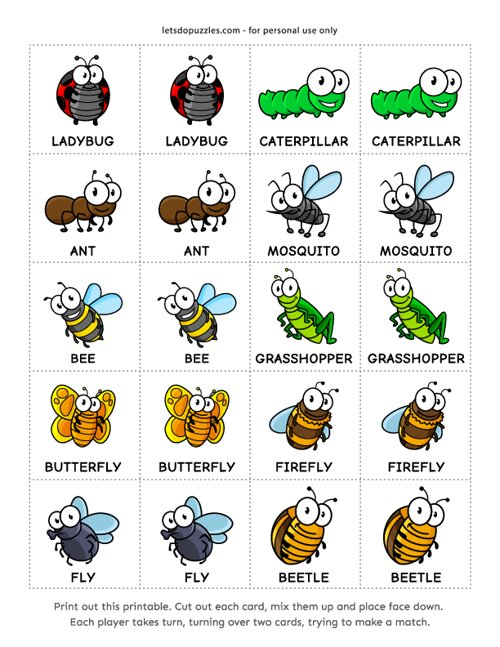 letsdopuzzles.com - for personal use only
LADYBUG LADYBUG CATERPILLAR CATERPILLAR
ANT ANT MOSQUITO MOSQUITO
BEE BEE GRASSHOPPER GRASSHOPPER
BUTTERFLY BUTTERFLY FIREFLY FIREFLY
FLY FLY BEETLE BEETLE
Print out this printable. Cut out each card, mix them up and place face down.
Each player takes turn, turning over two cards, trying to make a match.